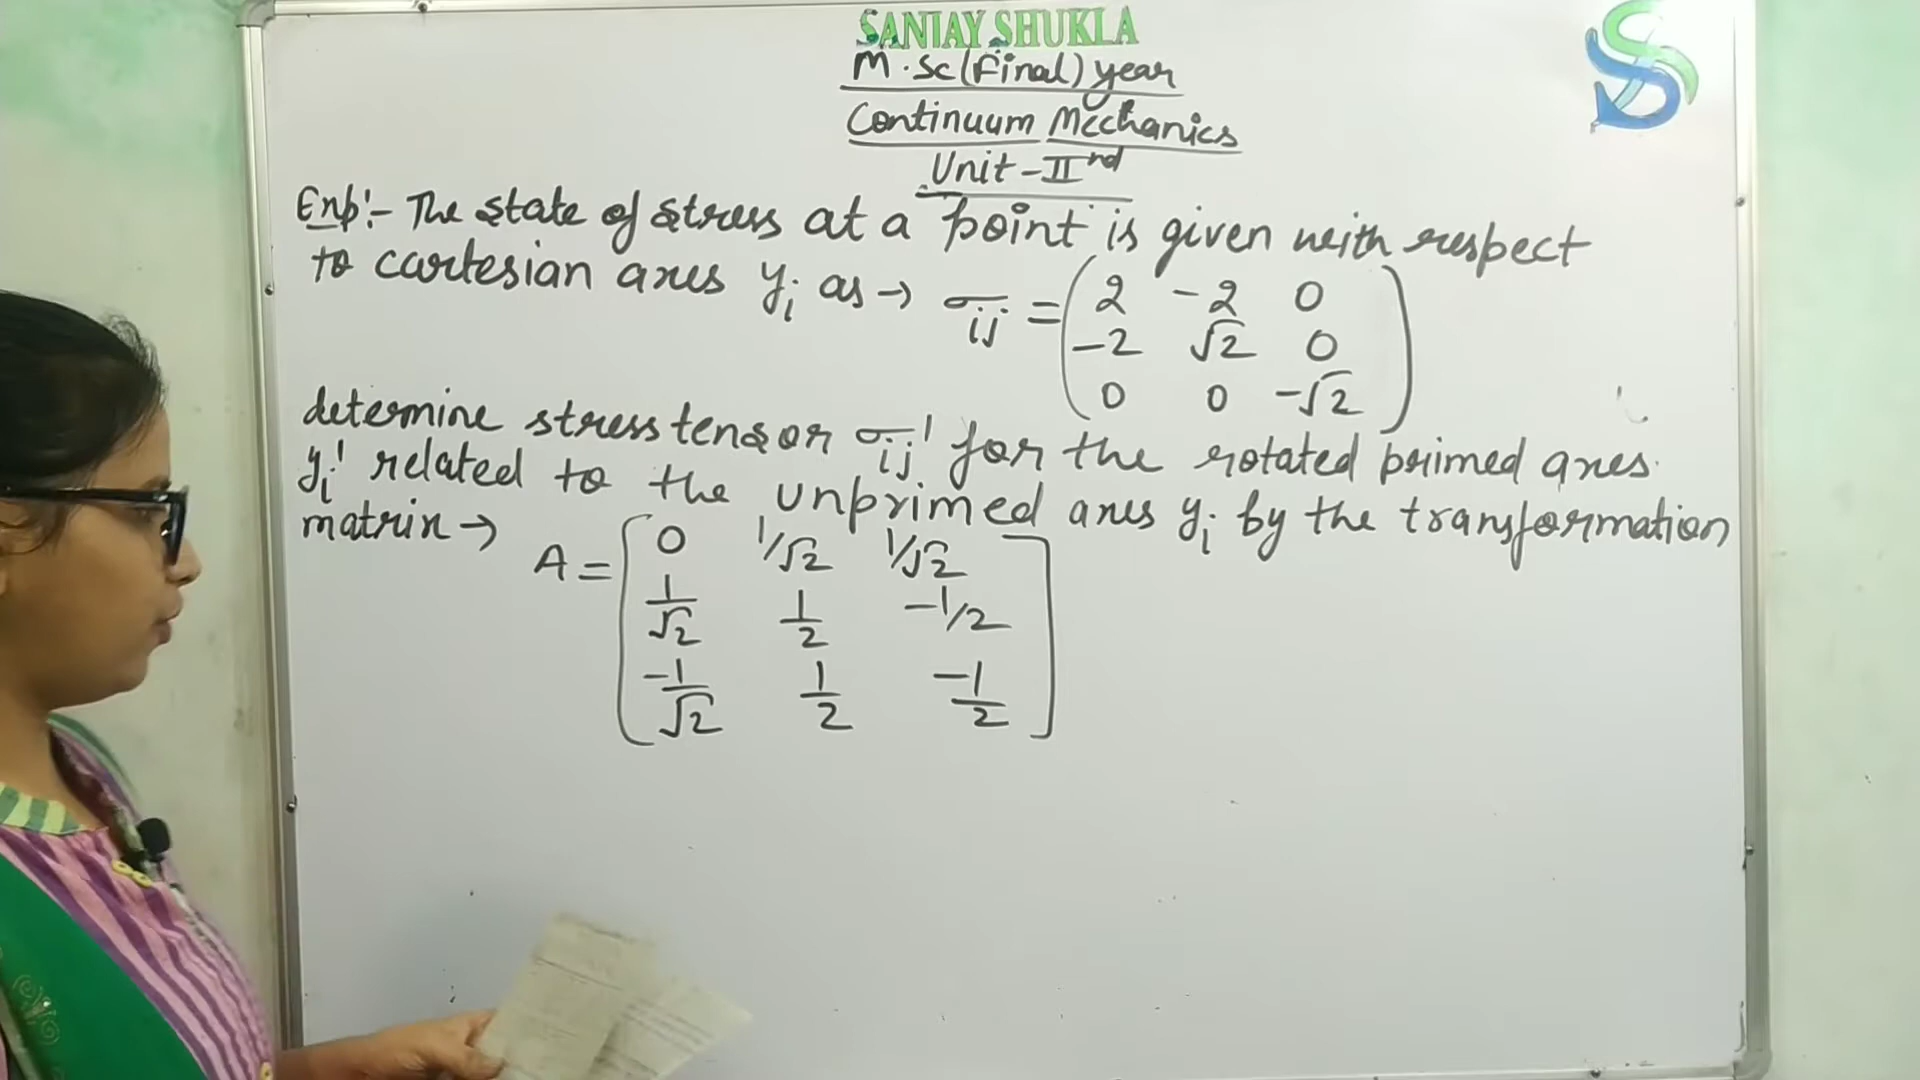 SANJAY SHUKLA
M.Sc(Final) year
Continuum Mechanics
Unit-IInd
Exp:- The state of stress at a point is given with respect
to cartesian axes yi as → σij = (2 -2 0
-2 √2 0
0 0 -√2)
determine stress tensor σij' for the rotated primed axes.
yi' related to the unprimed axes yi by the transformation
matrix → A = [0 1/√2 1/√2
1/√2 1/2 -1/2
-1/√2 1/2 -1/2]